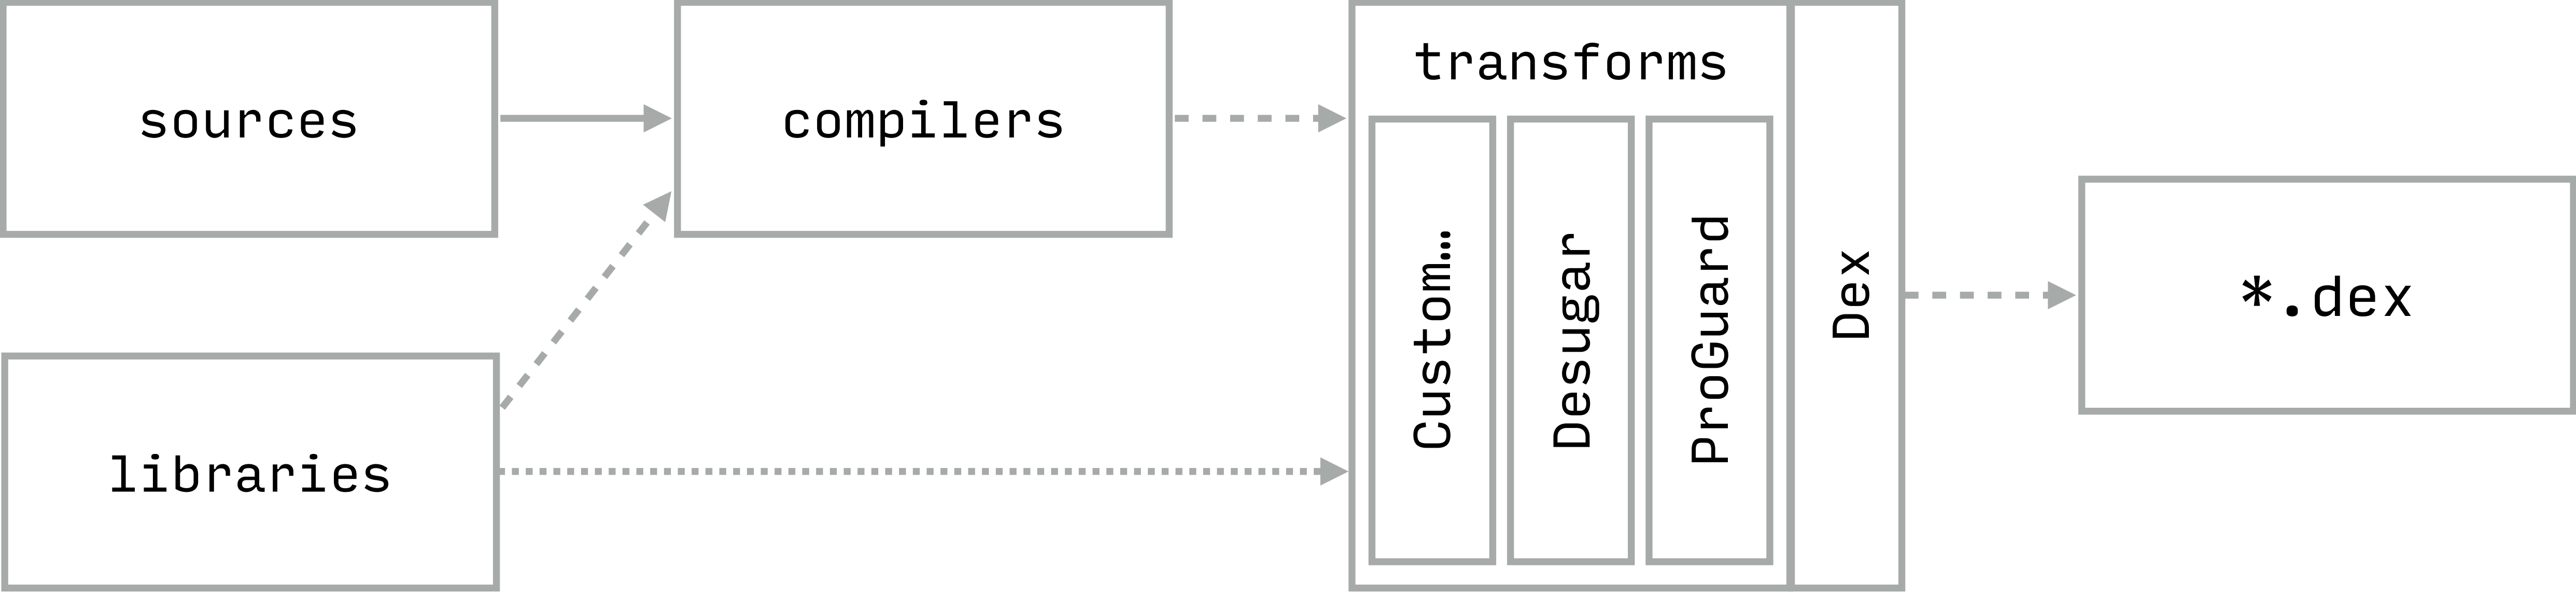 sources
compilers
transforms
Custom…
Desugar
ProGuard
Dex
*.dex
libraries